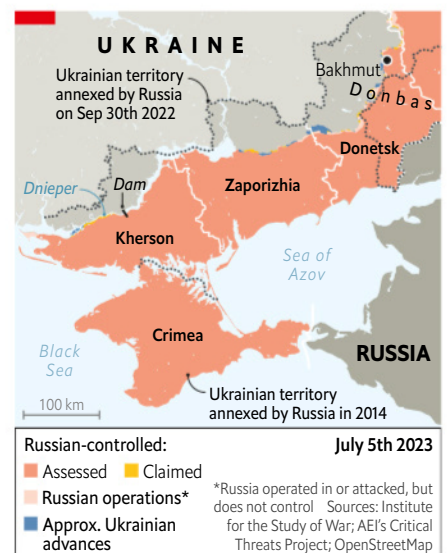 UKRAINE
Ukrainian territory
annexed by Russia
on Sep 30th 2022
Bakhmut
Donbas
Donetsk
Dnieper
Dam
Zaporizhia
Kherson
Sea of
Azov
Crimea
Black
Sea
RUSSIA
Ukrainian territory
annexed by Russia in 2014
100 km
Russian-controlled:
July 5th 2023
Assessed
Claimed
Russian operations*
Approx. Ukrainian
advances
*Russia operated in or attacked, but
does not control Sources: Institute
for the Study of War; AEI's Critical
Threats Project; OpenStreetMap